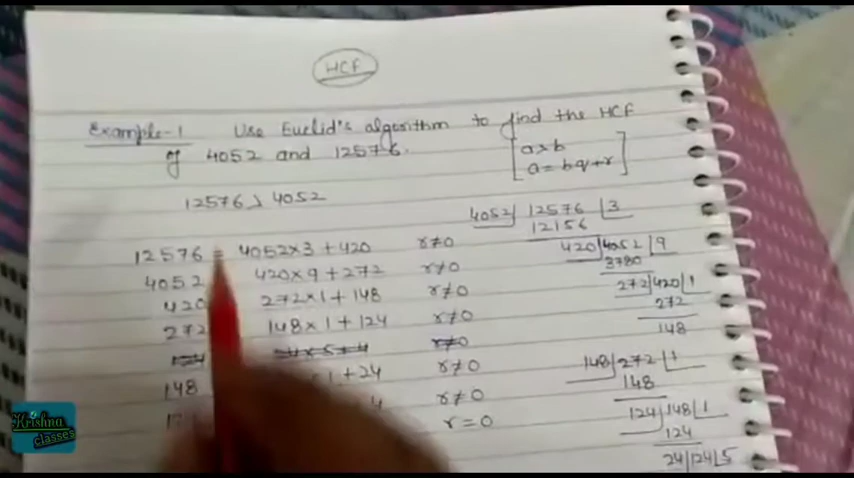 HCF
Example-1 Use Euclid's algorithm to find the HCF
of 4052 and 12576.
[a>b
a=bq+r]
12576 > 4052
12576 = 4052×3 + 420 r≠0
4052 420×9 + 272 r≠0
420 272×1 + 148 r≠0
272 148×1 + 124 r≠0
r≠0
148 ×1 + 24 r≠0
4 r≠0
r=0
4052 12576 3
12156
420 4052 9
3780
272 420 1
272
148
148 272 1
148
124 148 1
124
24 124 5
Krishna
classes